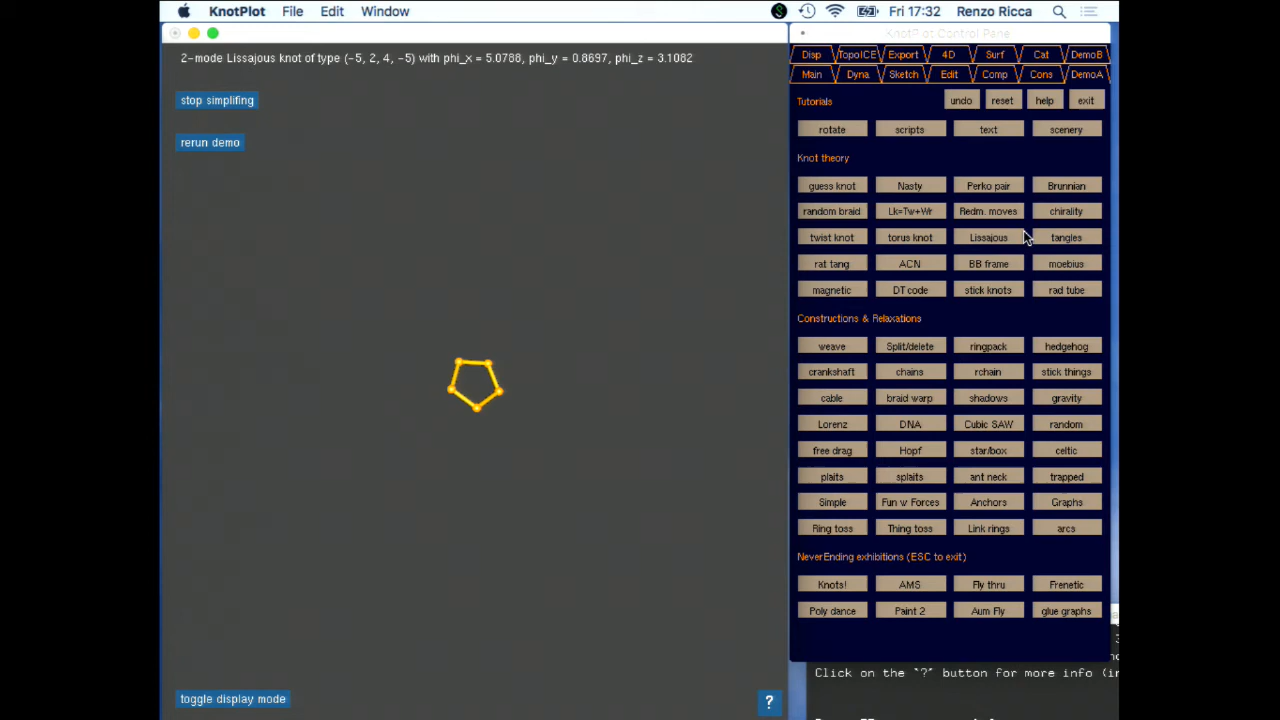 KnotPlot File Edit Window Fri 17:32 Renzo Ricca
KnotPlot Control Pane
2-mode Lissajous knot of type (-5, 2, 4, -5) with phi_x = 5.0788, phi_y = 0.8697, phi_z = 3.1082
stop simplifing
rerun demo
toggle display mode
?
Disp TopoICE Export 4D Surf Cat DemoB
Main Dyna Sketch Edit Comp Cons DemoA
Tutorials undo reset help exit
rotate scripts text scenery
Knot theory
guess knot Nasty Perko pair Brunnian
random braid Lk=Tw+Wr Redm. moves chirality
twist knot torus knot Lissajous tangles
rat tang ACN BB frame moebius
magnetic DT code stick knots rad tube
Constructions & Relaxations
weave Split/delete ringpack hedgehog
crankshaft chains rchain stick things
cable braid warp shadows gravity
Lorenz DNA Cubic SAW random
free drag Hopf star/box celtic
plaits splaits ant neck trapped
Simple Fun w Forces Anchors Graphs
Ring toss Thing toss Link rings arcs
NeverEnding exhibitions (ESC to exit)
Knots! AMS Fly thru Frenetic
Poly dance Paint 2 Aum Fly glue graphs
Click on the `?" button for more info (in